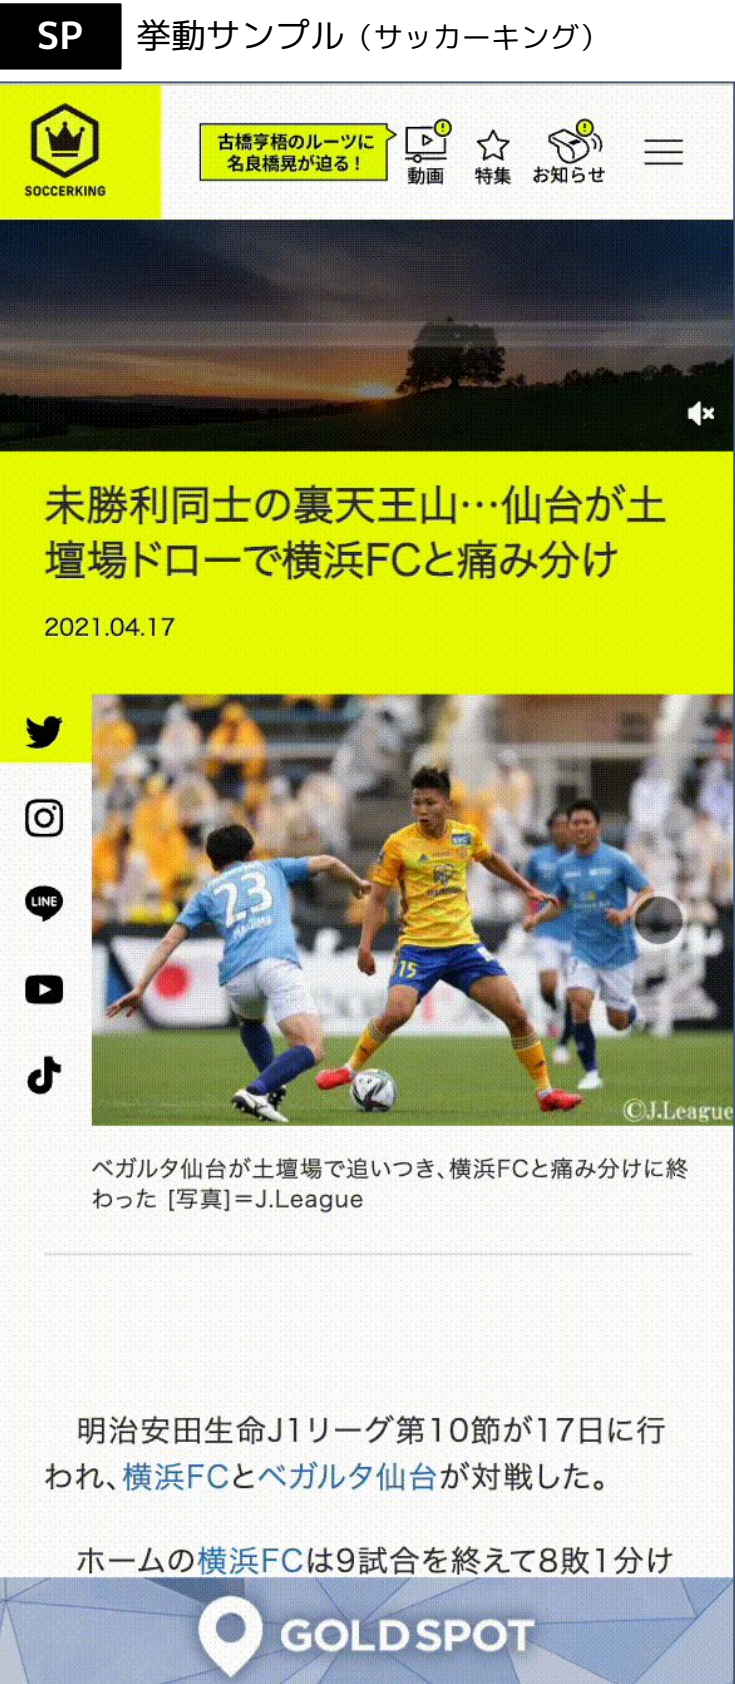 SP 挙動サンプル（サッカーキング）
SOCCERKING
古橋亨梧のルーツに
名良橋晃が迫る！
動画 特集 お知らせ
未勝利同士の裏天王山…仙台が土
壇場ドローで横浜FCと痛み分け
2021.04.17
LINE
23
15
©J.League
ベガルタ仙台が土壇場で追いつき、横浜FCと痛み分けに終
わった [写真]＝J.League
明治安田生命J1リーグ第10節が17日に行
われ、横浜FCとベガルタ仙台が対戦した。
ホームの横浜FCは9試合を終えて8敗1分け
GOLD SPOT